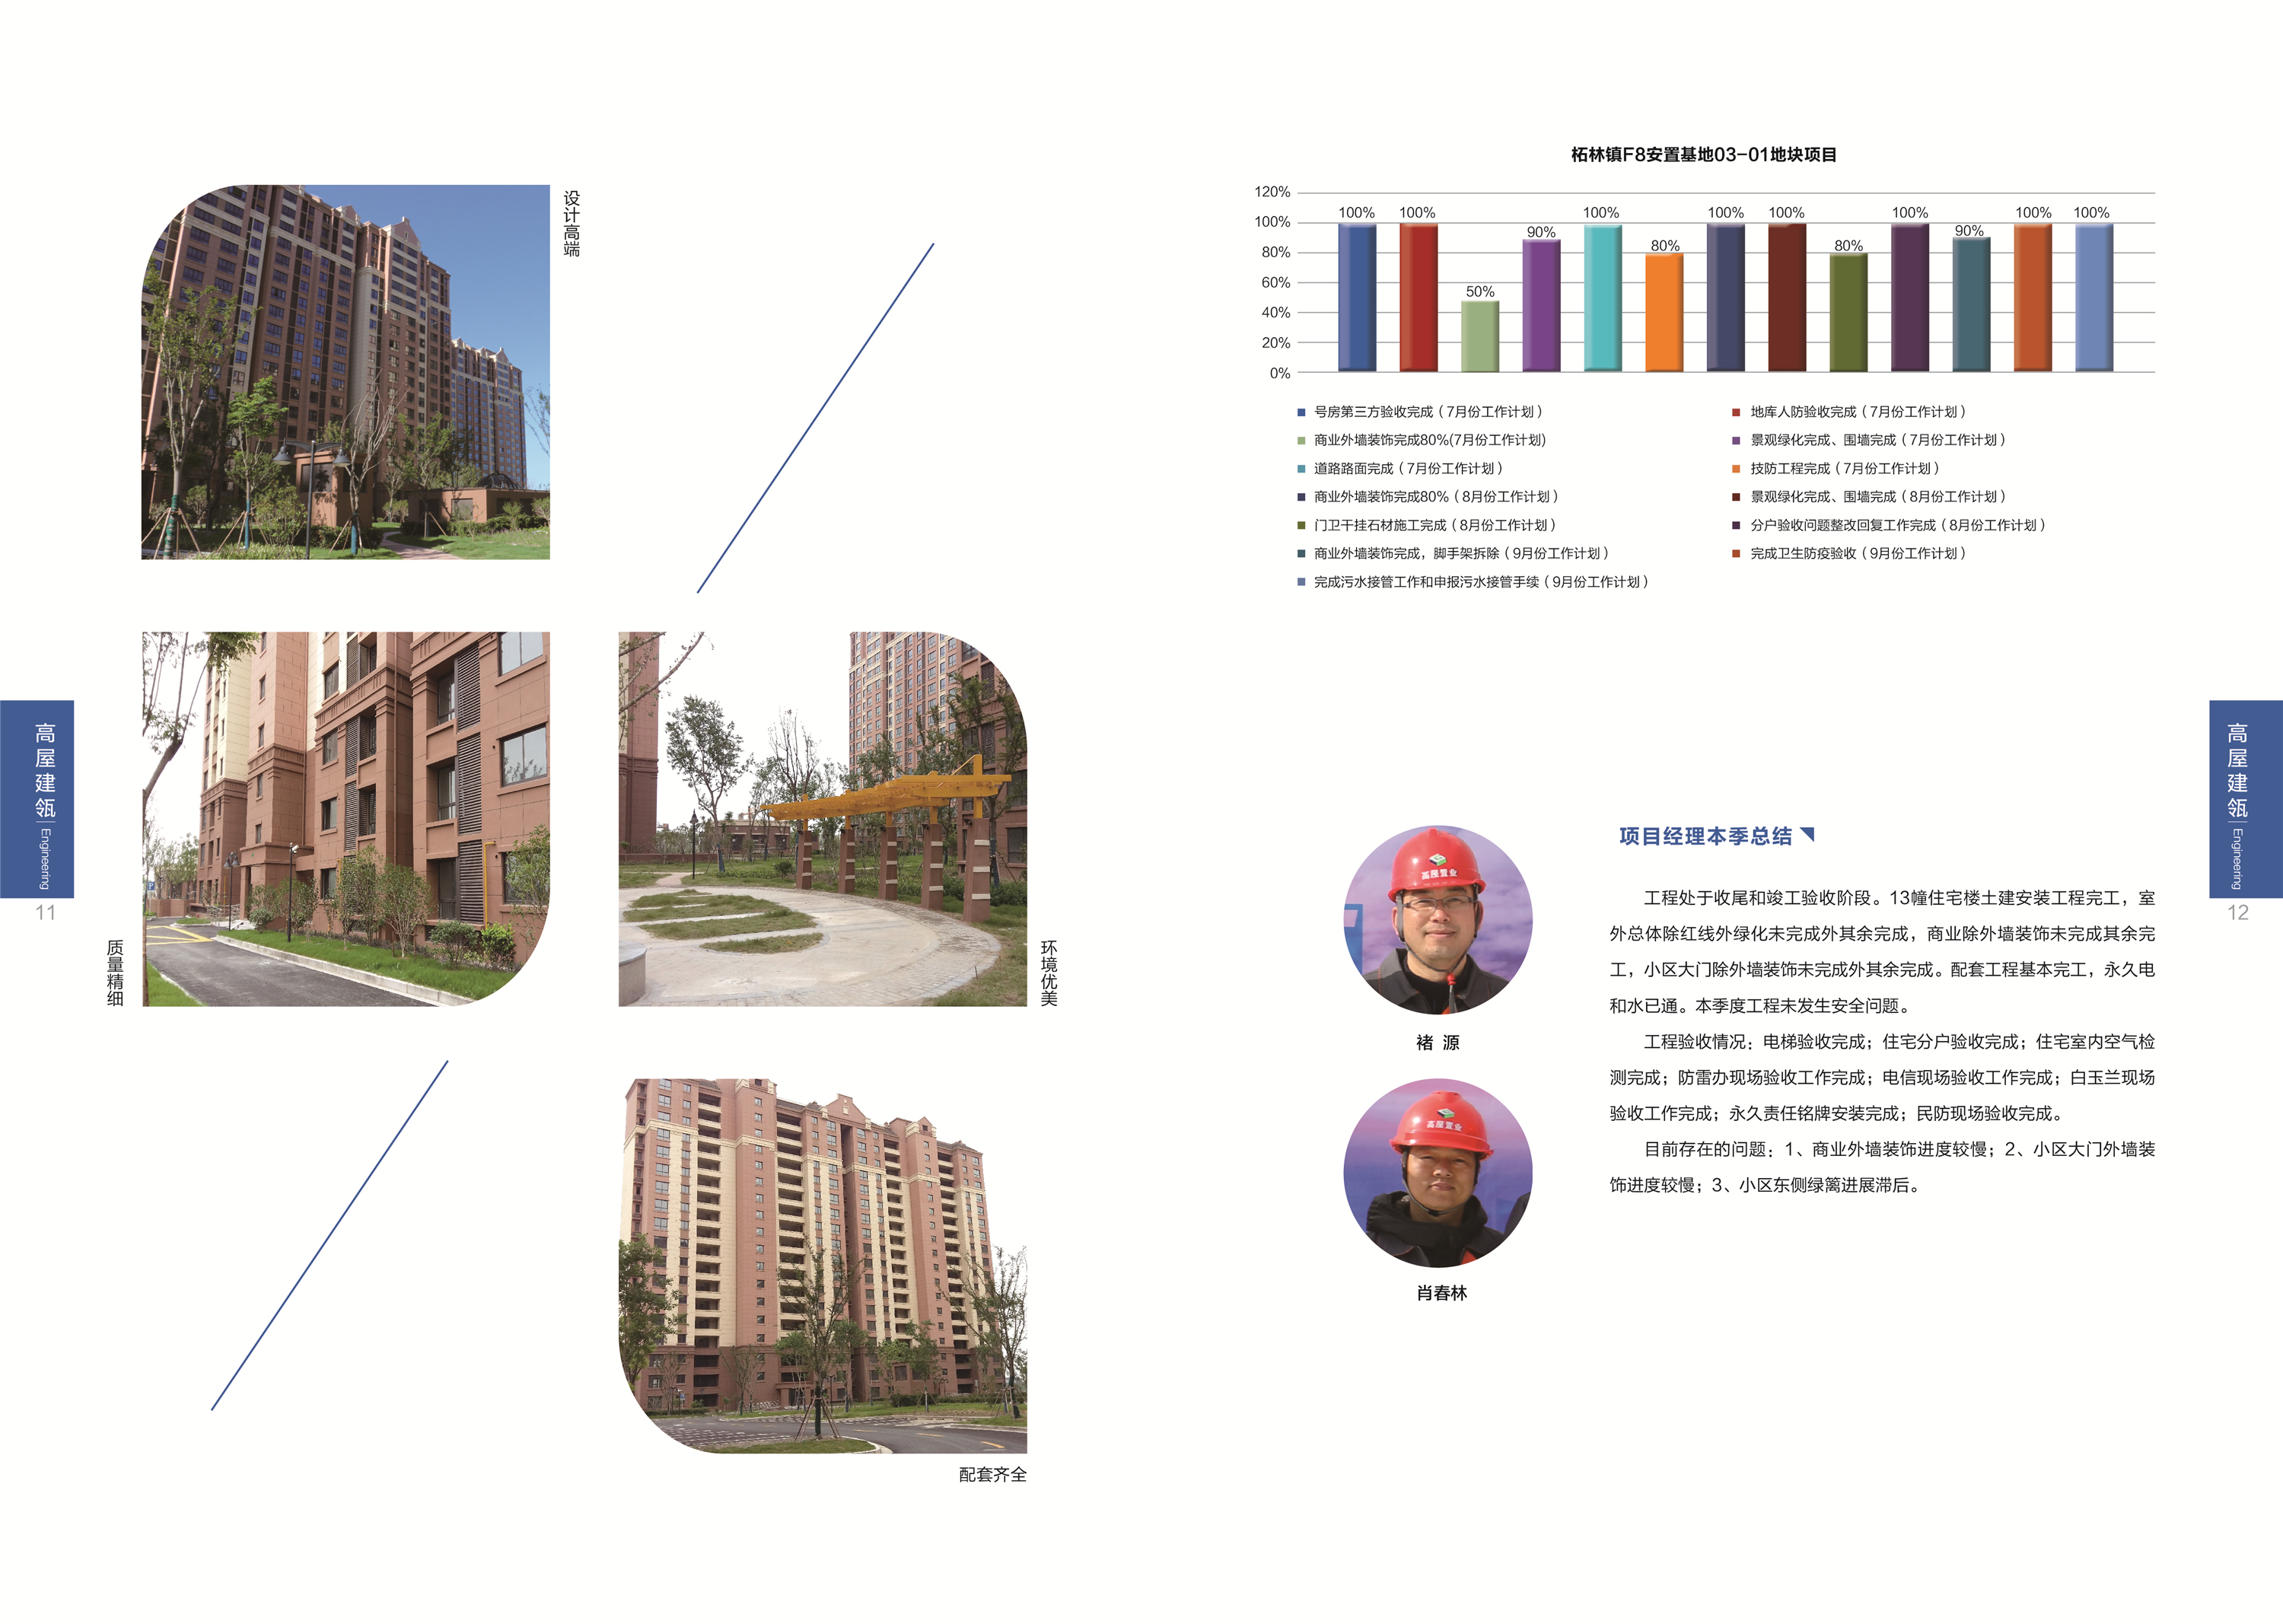 设计高端
质量精细
环境优美
配套齐全
高屋建瓴
Engineering
11
柘林镇F8安置基地03-01地块项目
120%
100%
80%
60%
40%
20%
0%
100% 100% 50% 90% 100% 80% 100% 100% 80% 100% 90% 100% 100%
号房第三方验收完成（7月份工作计划）
地库人防验收完成（7月份工作计划）
商业外墙装饰完成80%(7月份工作计划)
景观绿化完成、围墙完成（7月份工作计划）
道路路面完成（7月份工作计划）
技防工程完成（7月份工作计划）
商业外墙装饰完成80%（8月份工作计划）
景观绿化完成、围墙完成（8月份工作计划）
门卫干挂石材施工完成（8月份工作计划）
分户验收问题整改回复工作完成（8月份工作计划）
商业外墙装饰完成，脚手架拆除（9月份工作计划）
完成卫生防疫验收（9月份工作计划）
完成污水接管工作和申报污水接管手续（9月份工作计划）
高屋置业
褚 源
高屋置业
肖春林
项目经理本季总结
工程处于收尾和竣工验收阶段。13幢住宅楼土建安装工程完工，室
外总体除红线外绿化未完成外其余完成，商业除外墙装饰未完成其余完
工，小区大门除外墙装饰未完成外其余完成。配套工程基本完工，永久电
和水已通。本季度工程未发生安全问题。
工程验收情况：电梯验收完成；住宅分户验收完成；住宅室内空气检
测完成；防雷办现场验收工作完成；电信现场验收工作完成；白玉兰现场
验收工作完成；永久责任铭牌安装完成；民防现场验收完成。
目前存在的问题：1、商业外墙装饰进度较慢；2、小区大门外墙装
饰进度较慢；3、小区东侧绿篱进展滞后。
高屋建瓴
Engineering
12